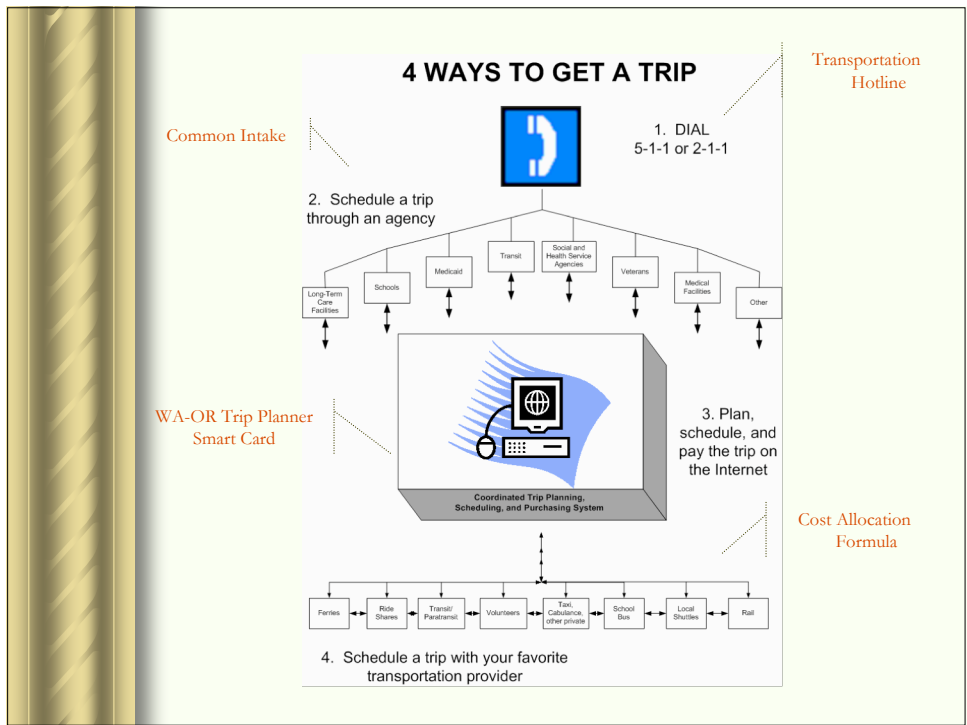 4 WAYS TO GET A TRIP
Transportation
Hotline
Common Intake
1. DIAL
5-1-1 or 2-1-1
2. Schedule a trip
through an agency
Long-Term
Care
Facilities
Schools
Medicaid
Transit
Social and
Health Service
Agencies
Veterans
Medical
Facilities
Other
WA-OR Trip Planner
Smart Card
3. Plan,
schedule, and
pay the trip on
the Internet
Coordinated Trip Planning,
Scheduling, and Purchasing System
Cost Allocation
Formula
Ferries
Ride
Shares
Transit/
Paratransit
Volunteers
Taxi,
Cabulance,
other private
School
Bus
Local
Shuttles
Rail
4. Schedule a trip with your favorite
transportation provider